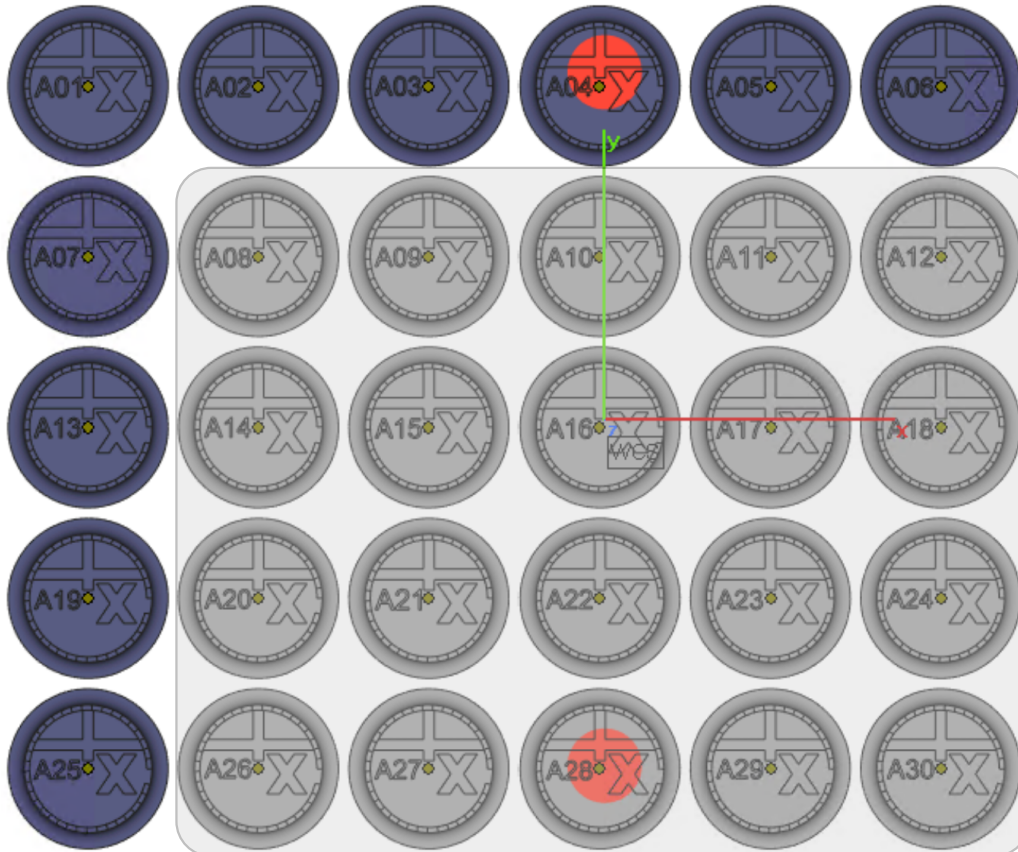 A01 X A02 X A03 X A04 X A05 X A06 X
y
A07 X A08 X A09 X A10 X A11 X A12 X
A13 X A14 X A15 X A16 X A17 X A18 X
z x
WCS
A19 X A20 X A21 X A22 X A23 X A24 X
A25 X A26 X A27 X A28 X A29 X A30 X